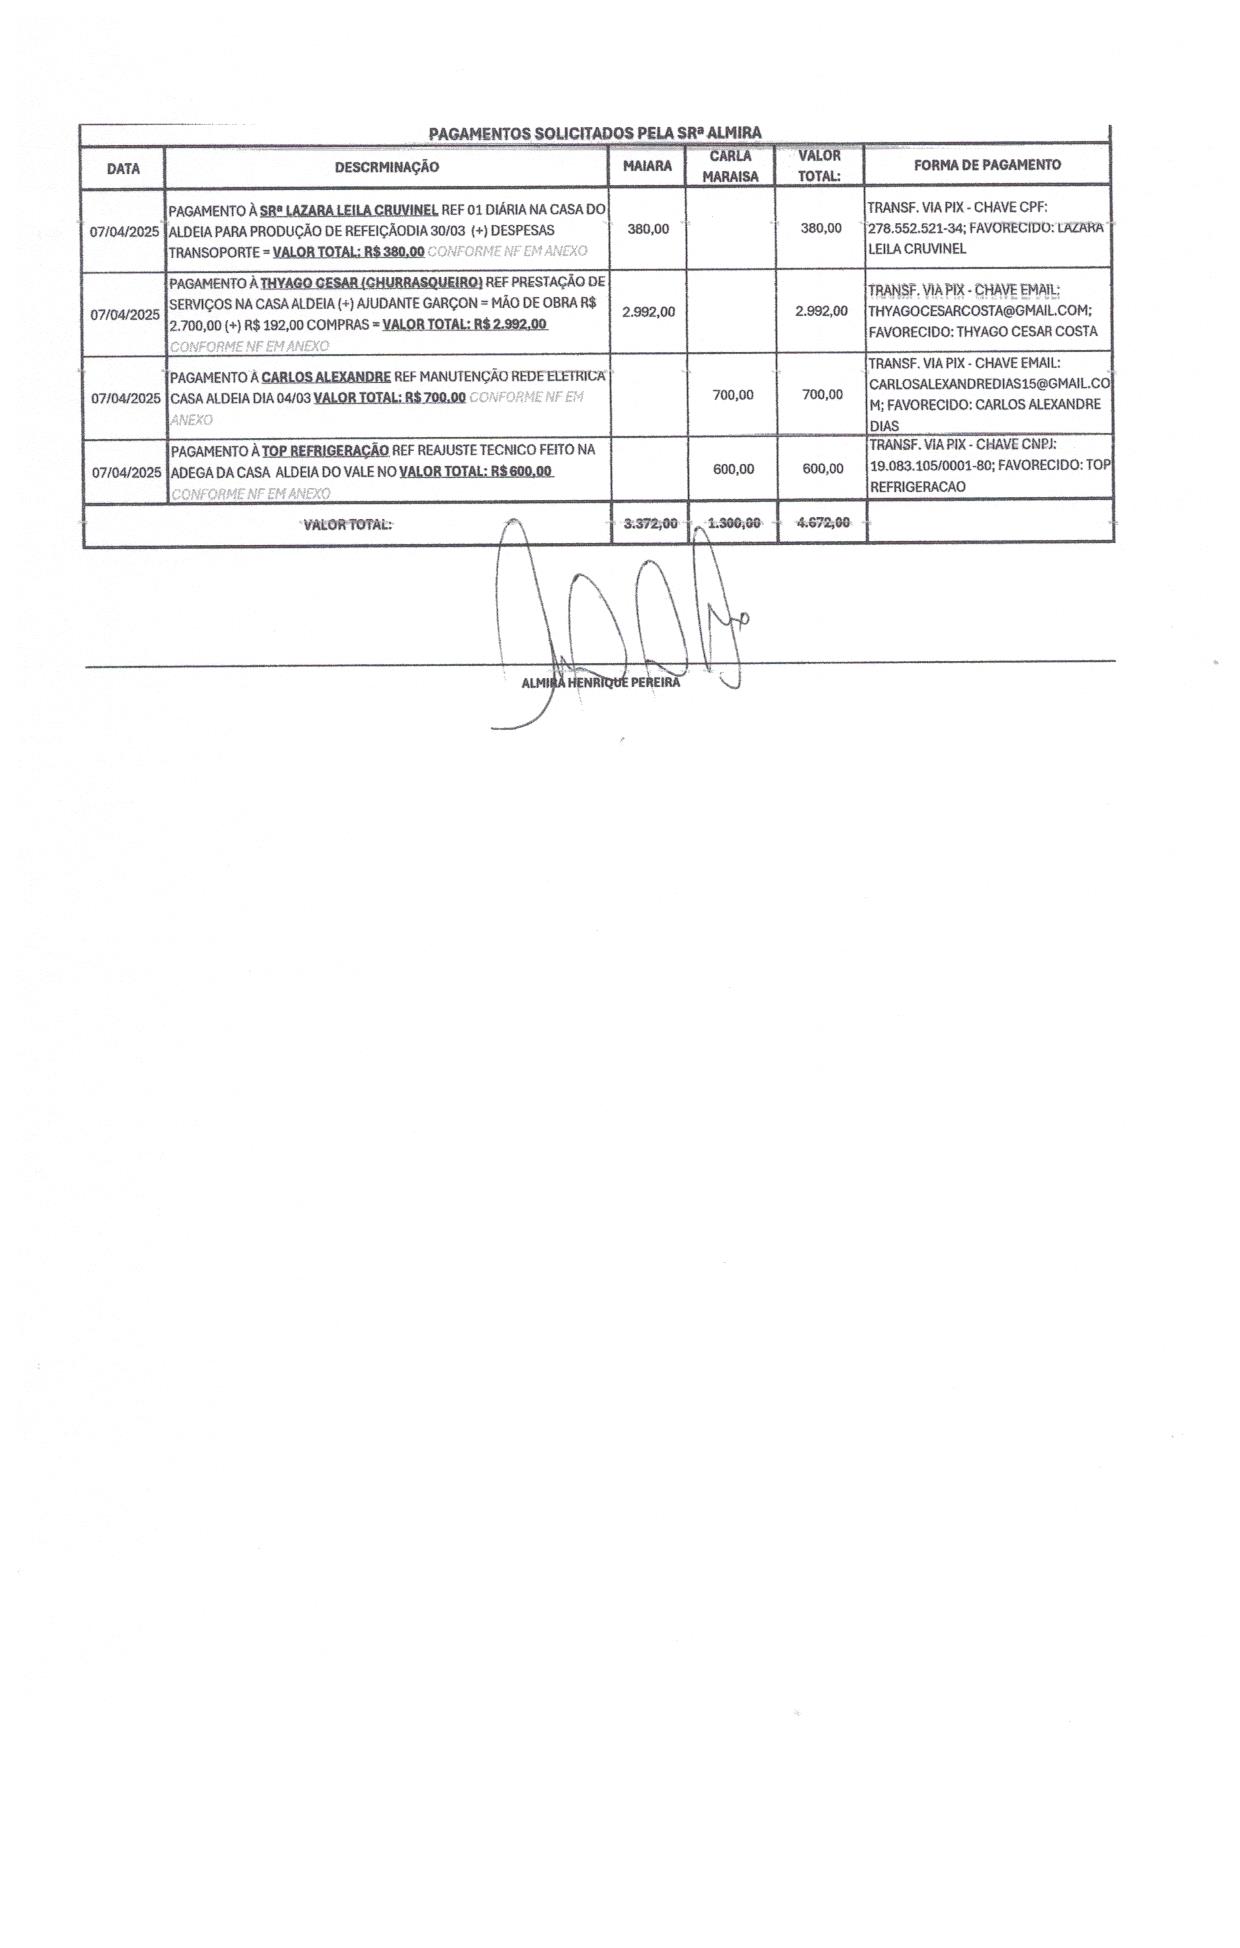 PAGAMENTOS SOLICITADOS PELA SRª ALMIRA
DATA DESCRMINAÇÃO MAIARA CARLA MARAISA VALOR TOTAL: FORMA DE PAGAMENTO
07/04/2025
PAGAMENTO À SRª LAZARA LEILA CRUVINEL REF 01 DIÁRIA NA CASA DO
ALDEIA PARA PRODUÇÃO DE REFEIÇÃODIA 30/03 (+) DESPESAS
TRANSOPORTE = VALOR TOTAL: R$ 380,00 CONFORME NF EM ANEXO
380,00
380,00
TRANSF. VIA PIX - CHAVE CPF:
278.552.521-34; FAVORECIDO: LAZARA
LEILA CRUVINEL
07/04/2025
PAGAMENTO À THYAGO CESAR (CHURRASQUEIRO) REF PRESTAÇÃO DE
SERVIÇOS NA CASA ALDEIA (+) AJUDANTE GARÇON = MÃO DE OBRA R$
2.700,00 (+) R$ 192,00 COMPRAS = VALOR TOTAL: R$ 2.992,00
CONFORME NF EM ANEXO
2.992,00
2.992,00
TRANSF. VIA PIX - CHAVE EMAIL:
THYAGOCESARCOSTA@GMAIL.COM;
FAVORECIDO: THYAGO CESAR COSTA
07/04/2025
PAGAMENTO À CARLOS ALEXANDRE REF MANUTENÇÃO REDE ELETRICA
CASA ALDEIA DIA 04/03 VALOR TOTAL: R$ 700,00 CONFORME NF EM
ANEXO
700,00
700,00
TRANSF. VIA PIX - CHAVE EMAIL:
CARLOSALEXANDREDIAS15@GMAIL.CO
M; FAVORECIDO: CARLOS ALEXANDRE
DIAS
07/04/2025
PAGAMENTO À TOP REFRIGERAÇÃO REF REAJUSTE TECNICO FEITO NA
ADEGA DA CASA ALDEIA DO VALE NO VALOR TOTAL: R$ 600,00
CONFORME NF EM ANEXO
600,00
600,00
TRANSF. VIA PIX - CHAVE CNPJ:
19.083.105/0001-80; FAVORECIDO: TOP
REFRIGERACAO
VALOR TOTAL: 3.372,00 1.300,00 4.672,00
ALMIRA HENRIQUE PEREIRA